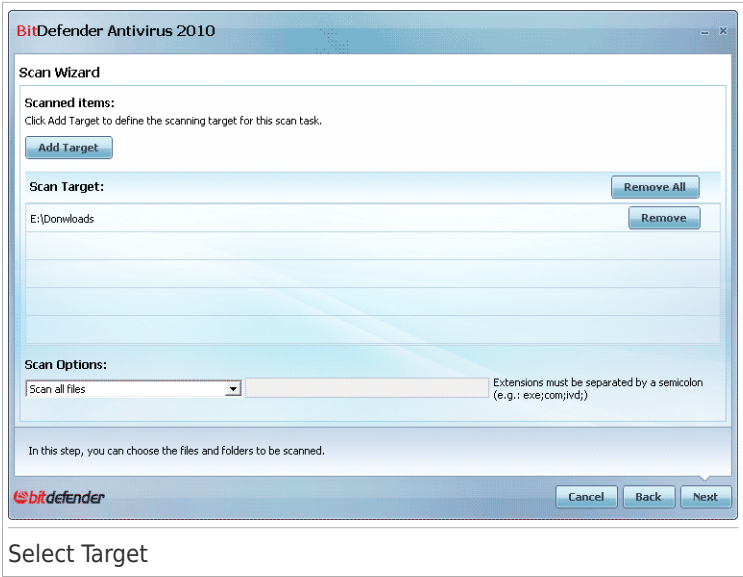 BitDefender Antivirus 2010
Scan Wizard
Scanned items:
Click Add Target to define the scanning target for this scan task.
Add Target
Scan Target:
Remove All
E:\Donwloads
Remove
Scan Options:
Scan all files
Extensions must be separated by a semicolon
(e.g.: exe;com;ivd;)
In this step, you can choose the files and folders to be scanned.
bitdefender
Cancel
Back
Next
Select Target